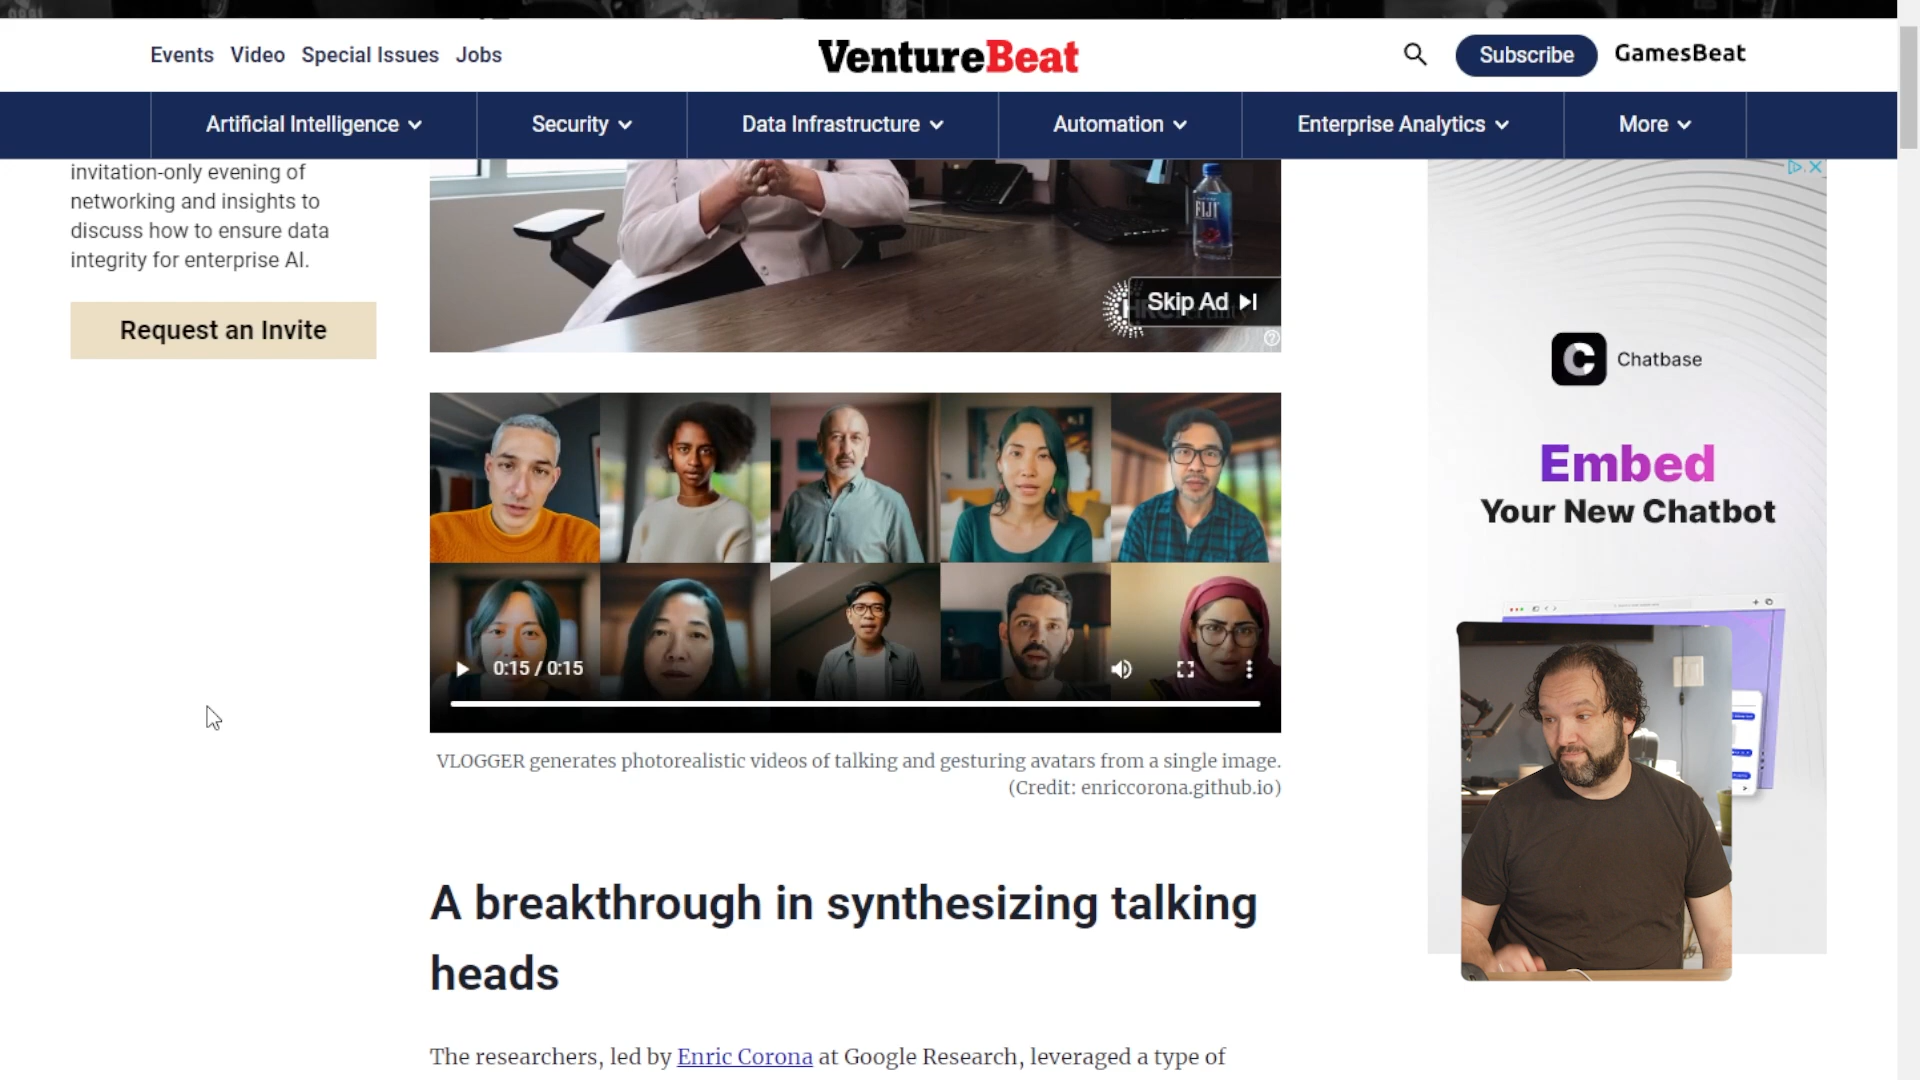 Events Video Special Issues Jobs
VentureBeat
Subscribe
GamesBeat
Artificial Intelligence
Security
Data Infrastructure
Automation
Enterprise Analytics
More
invitation-only evening of
networking and insights to
discuss how to ensure data
integrity for enterprise AI.
Request an Invite
FIJI
Skip Ad
0:15 / 0:15
VLOGGER generates photorealistic videos of talking and gesturing avatars from a single image.
(Credit: enriccorona.github.io)
A breakthrough in synthesizing talking
heads
The researchers, led by Enric Corona at Google Research, leveraged a type of
Chatbase
Embed
Your New Chatbot